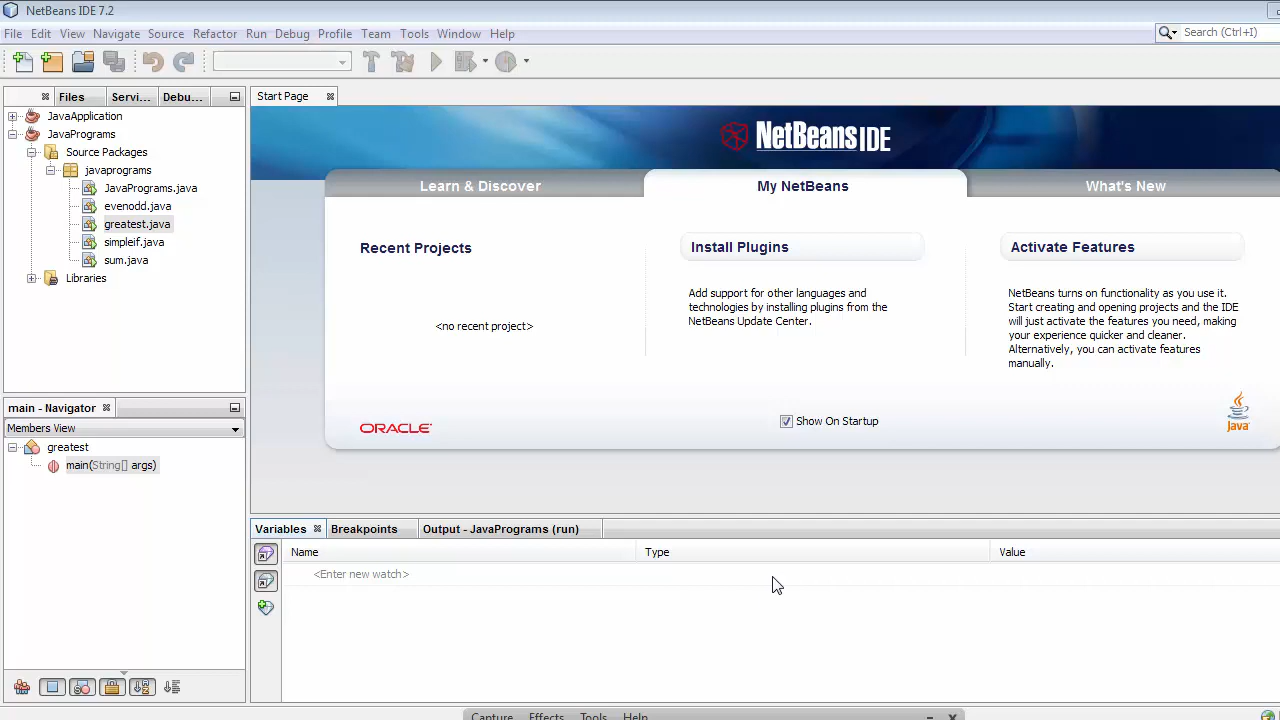 NetBeans IDE 7.2
File Edit View Navigate Source Refactor Run Debug Profile Team Tools Window Help
Search (Ctrl+I)
Files Servi... Debu...
Start Page
JavaApplication
JavaPrograms
Source Packages
javaprograms
JavaPrograms.java
evenodd.java
greatest.java
simpleif.java
sum.java
Libraries
NetBeans IDE
Learn & Discover
My NetBeans
What's New
Recent Projects
<no recent project>
Install Plugins
Add support for other languages and
technologies by installing plugins from the
NetBeans Update Center.
Activate Features
NetBeans turns on functionality as you use it.
Start creating and opening projects and the IDE
will just activate the features you need, making
your experience quicker and cleaner.
Alternatively, you can activate features
manually.
ORACLE
Show On Startup
Java
main - Navigator
Members View
greatest
main(String[] args)
Variables Breakpoints Output - JavaPrograms (run)
Name Type Value
<Enter new watch>
Capture Effects Tools Help